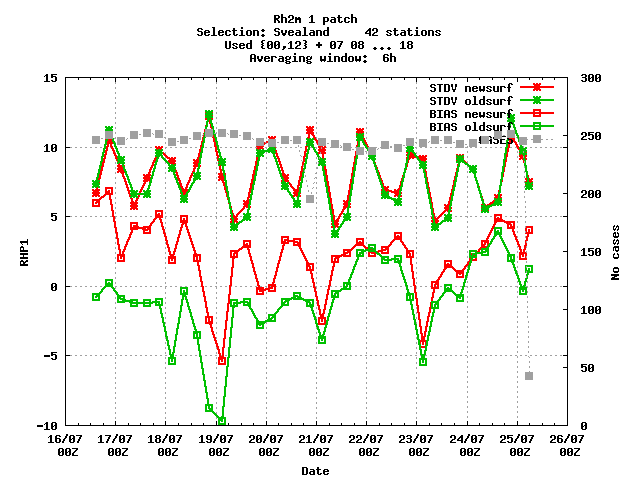 Rh2m 1 patch
Selection: Svealand     42 stations
Used {00,12} + 07 08 ... 18
Averaging window:  6h
STDV newsurf
STDV oldsurf
BIAS newsurf
BIAS oldsurf
CASES
15
10
5
0
-5
-10
RHP1
300
250
200
150
100
50
0
No cases
16/07 17/07 18/07 19/07 20/07 21/07 22/07 23/07 24/07 25/07 26/07
00Z 00Z 00Z 00Z 00Z 00Z 00Z 00Z 00Z 00Z 00Z
Date